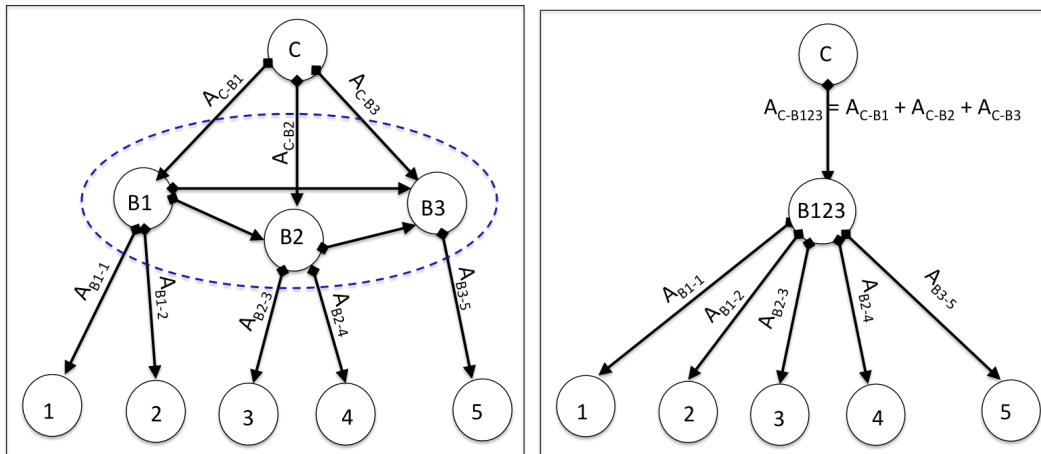 C
A_C-B1
A_C-B2
A_C-B3
B1
B2
B3
A_B1-1
A_B1-2
A_B2-3
A_B2-4
A_B3-5
1
2
3
4
5
C
A_C-B123 = A_C-B1 + A_C-B2 + A_C-B3
B123
A_B1-1
A_B1-2
A_B2-3
A_B2-4
A_B3-5
1
2
3
4
5